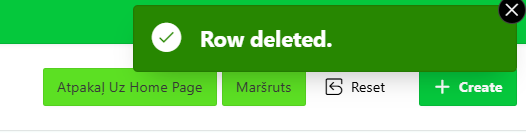 Row deleted.
Atpakaļ Uz Home Page Maršruts Reset Create